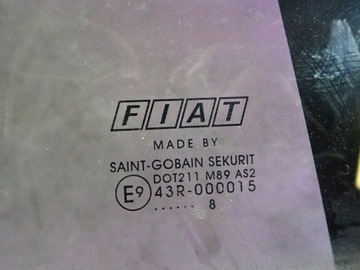 FIAT
MADE BY
SAINT-GOBAIN SEKURIT
DOT211 M89 AS2
E9 43R-000015
...... 8